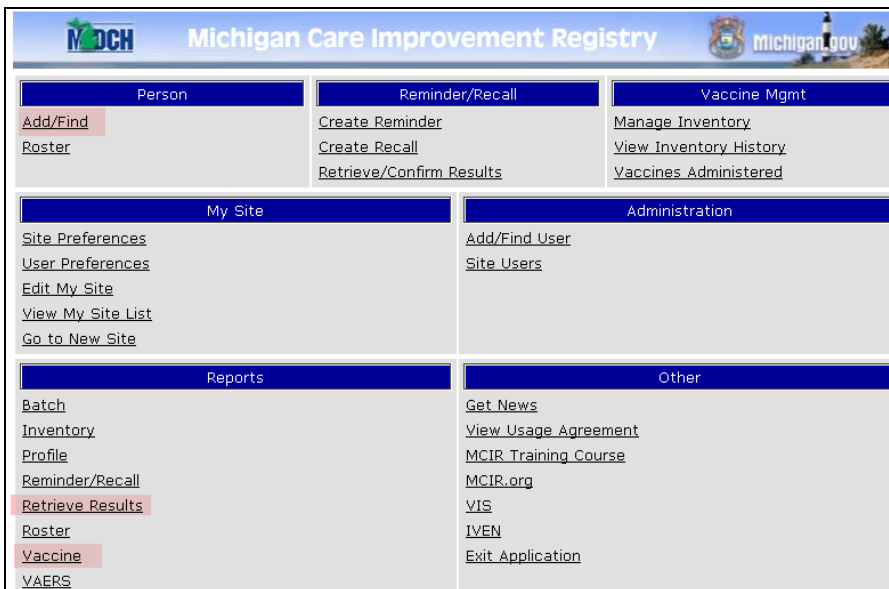 MDCH Michigan Care Improvement Registry Michigan.gov
Person
Add/Find
Roster
Reminder/Recall
Create Reminder
Create Recall
Retrieve/Confirm Results
Vaccine Mgmt
Manage Inventory
View Inventory History
Vaccines Administered
My Site
Site Preferences
User Preferences
Edit My Site
View My Site List
Go to New Site
Administration
Add/Find User
Site Users
Reports
Batch
Inventory
Profile
Reminder/Recall
Retrieve Results
Roster
Vaccine
VAERS
Other
Get News
View Usage Agreement
MCIR Training Course
MCIR.org
VIS
IVEN
Exit Application